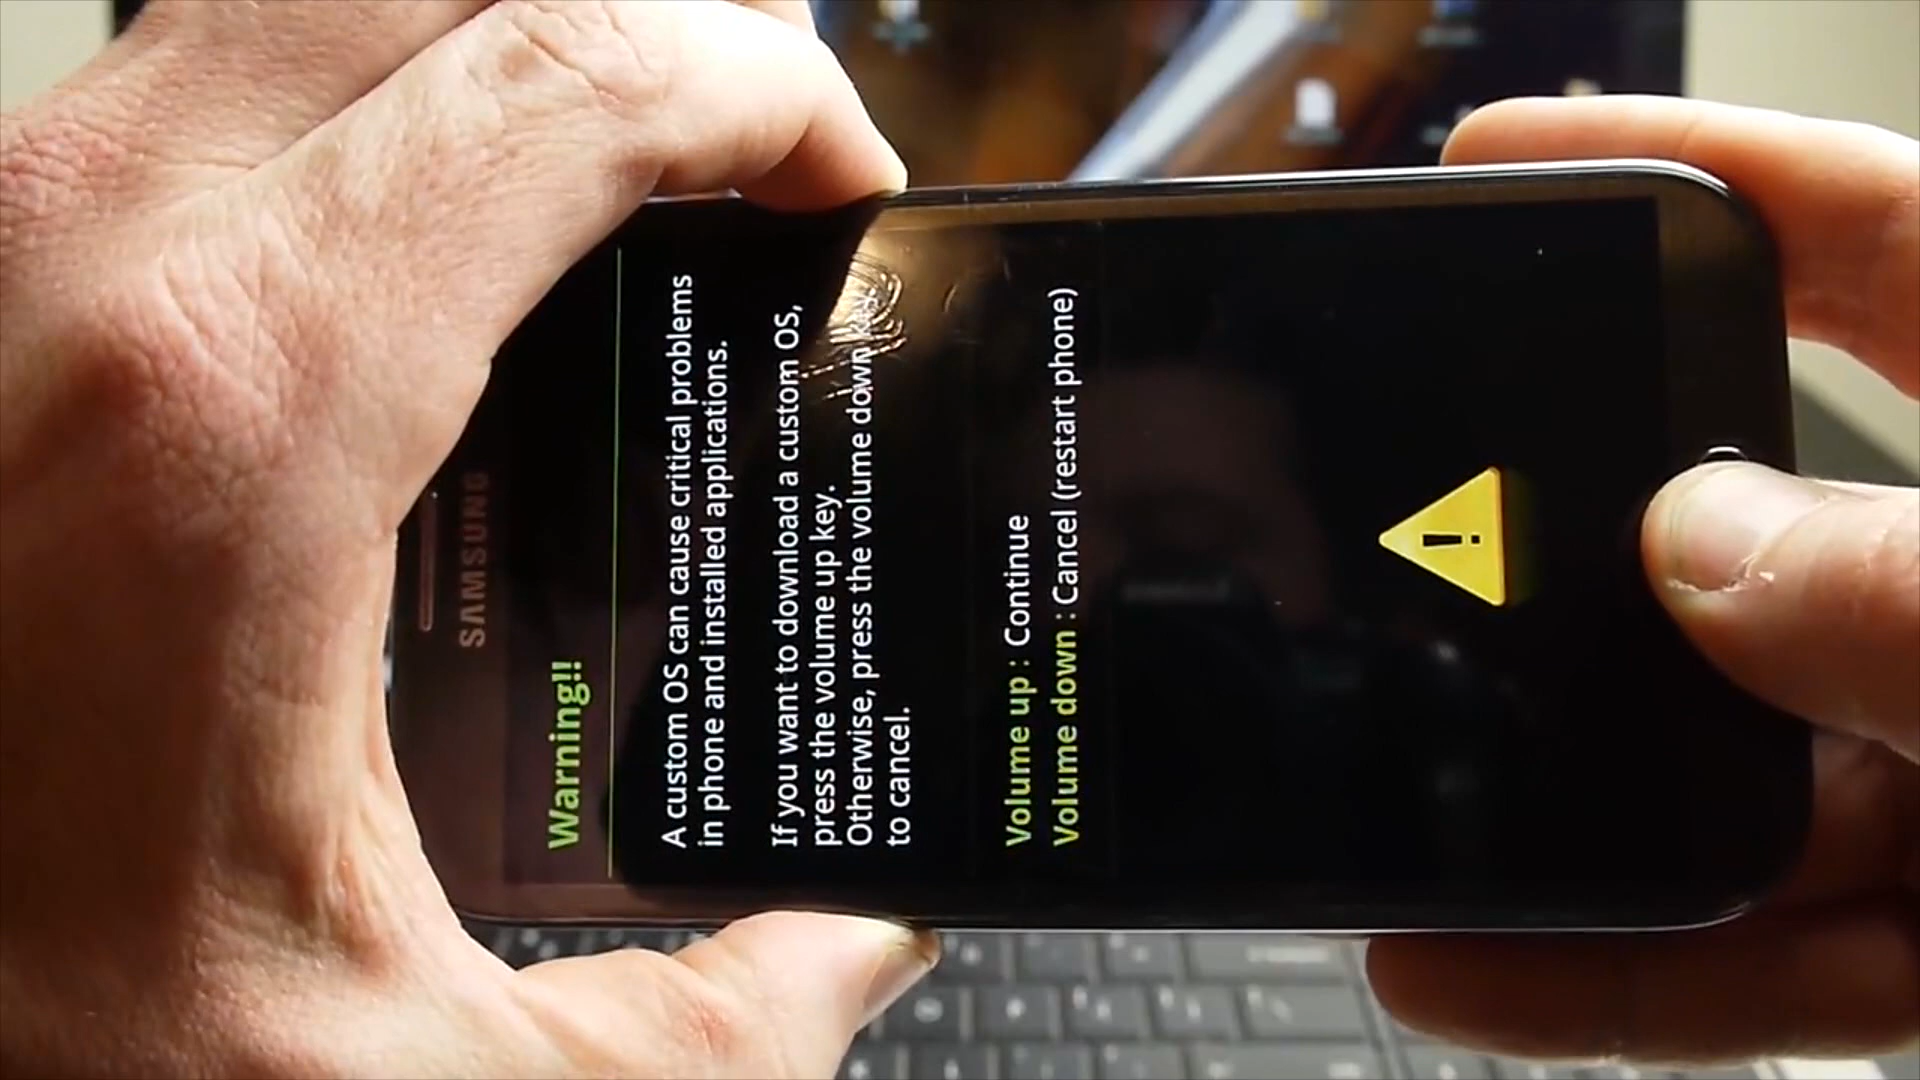 SAMSUNG
Warning!!
A custom OS can cause critical problems
in phone and installed applications.
If you want to download a custom OS,
press the volume up key.
Otherwise, press the volume down key
to cancel.
Volume up : Continue
Volume down : Cancel (restart phone)